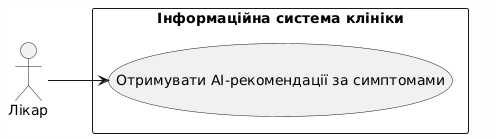 Інформаційна система клініки
Отримувати AI-рекомендації за симптомами
Лікар